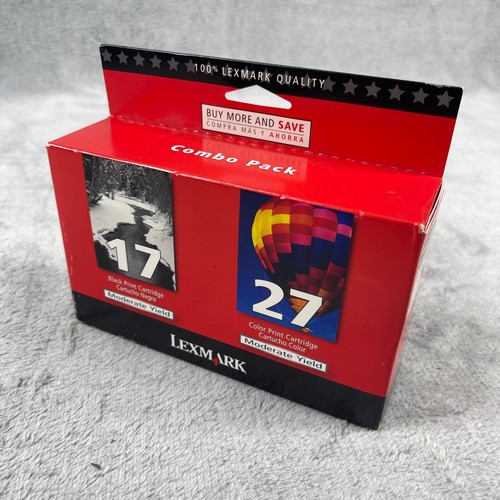 100% LEXMARK QUALITY
BUY MORE AND SAVE
COMPRA MÁS Y AHORRA
Combo Pack
17
Black Print Cartridge
Cartucho Negro
Moderate Yield
27
Color Print Cartridge
Cartucho Color
Moderate Yield
LEXMARK